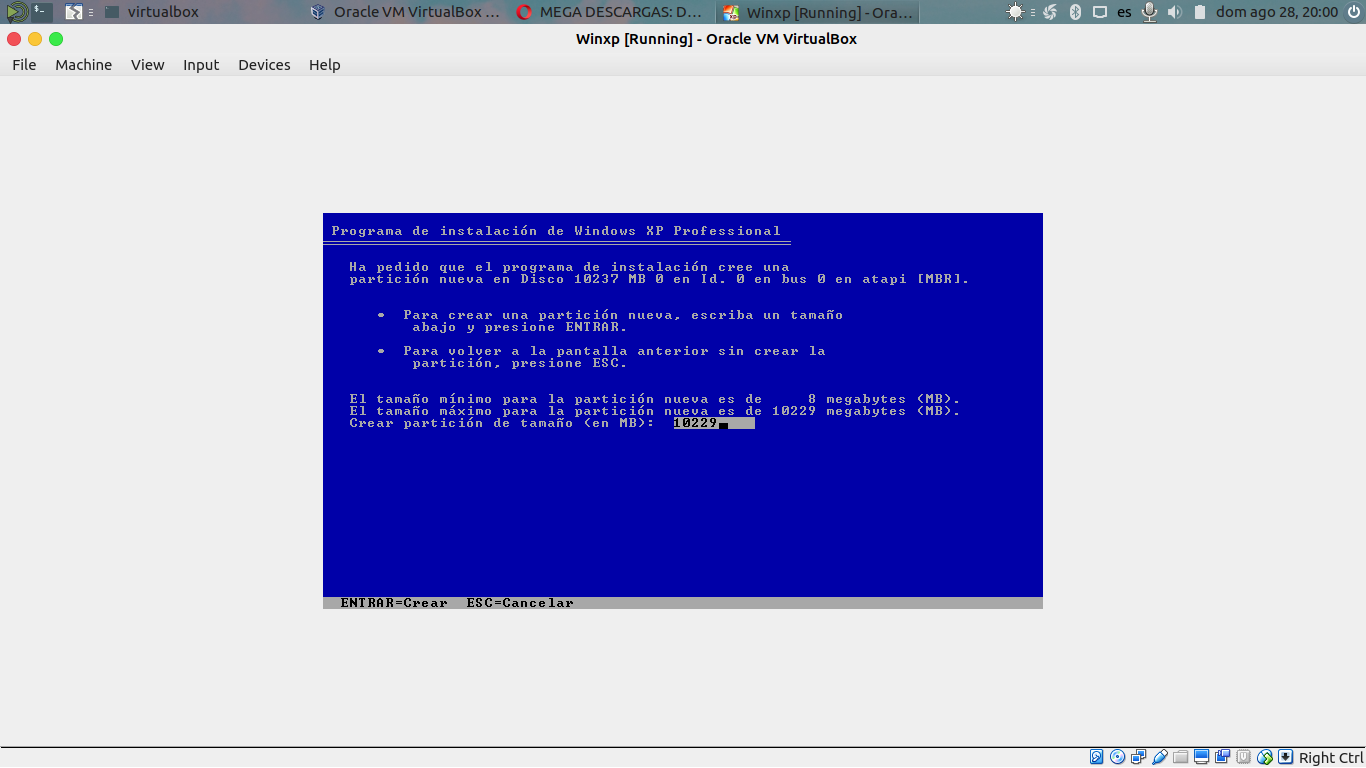 virtualbox
Oracle VM VirtualBox ...
MEGA DESCARGAS: D...
Winxp [Running] - Ora...
es
dom ago 28, 20:00
Winxp [Running] - Oracle VM VirtualBox
File Machine View Input Devices Help
Programa de instalación de Windows XP Professional
Ha pedido que el programa de instalación cree una
partición nueva en Disco 10237 MB 0 en Id. 0 en bus 0 en atapi [MBR].
• Para crear una partición nueva, escriba un tamaño
abajo y presione ENTRAR.
• Para volver a la pantalla anterior sin crear la
partición, presione ESC.
El tamaño mínimo para la partición nueva es de 8 megabytes (MB).
El tamaño máximo para la partición nueva es de 10229 megabytes (MB).
Crear partición de tamaño (en MB): 10229
ENTRAR=Crear ESC=Cancelar
Right Ctrl